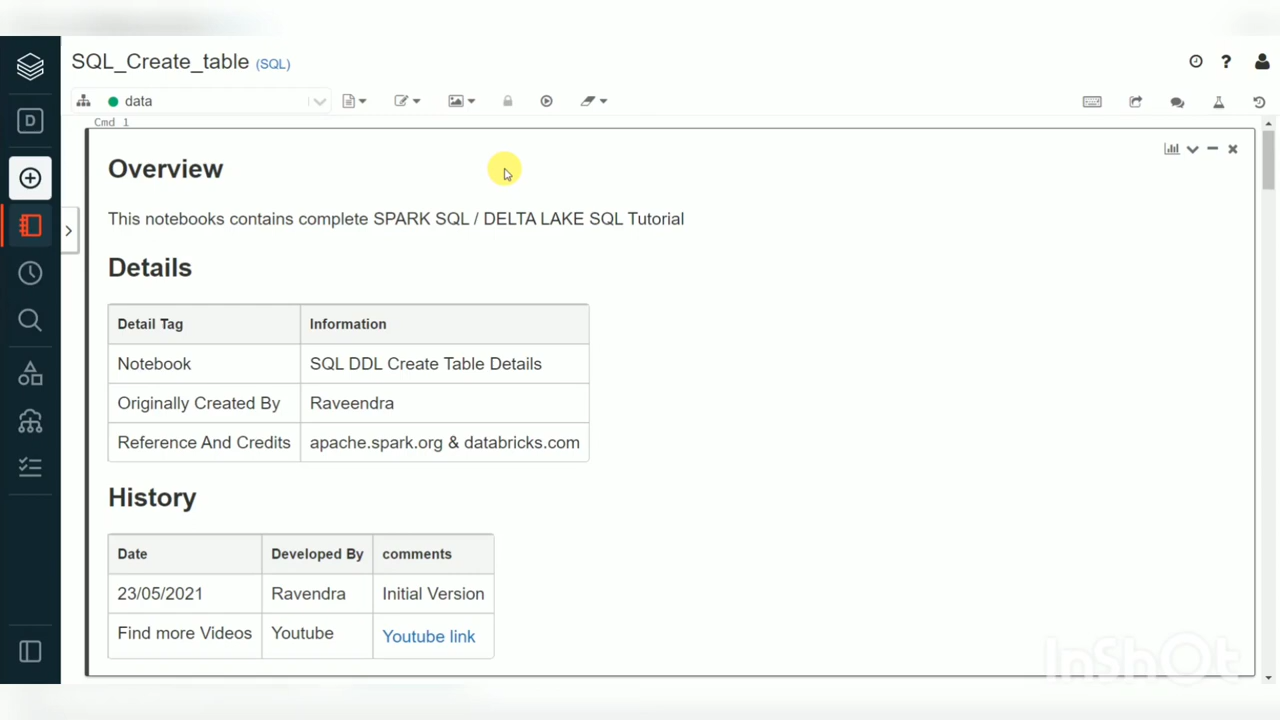 SQL_Create_table (SQL)
data
Cmd 1
Overview
This notebooks contains complete SPARK SQL / DELTA LAKE SQL Tutorial
Details
Detail Tag Information
Notebook SQL DDL Create Table Details
Originally Created By Raveendra
Reference And Credits apache.spark.org & databricks.com
History
Date Developed By comments
23/05/2021 Ravendra Initial Version
Find more Videos Youtube Youtube link
InShOt